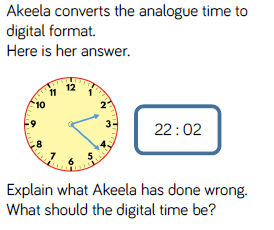 Akeela converts the analogue time to
digital format.
Here is her answer.
12
11 1
10 2
9 3
8 4
7 5
6
22 : 02
Explain what Akeela has done wrong.
What should the digital time be?